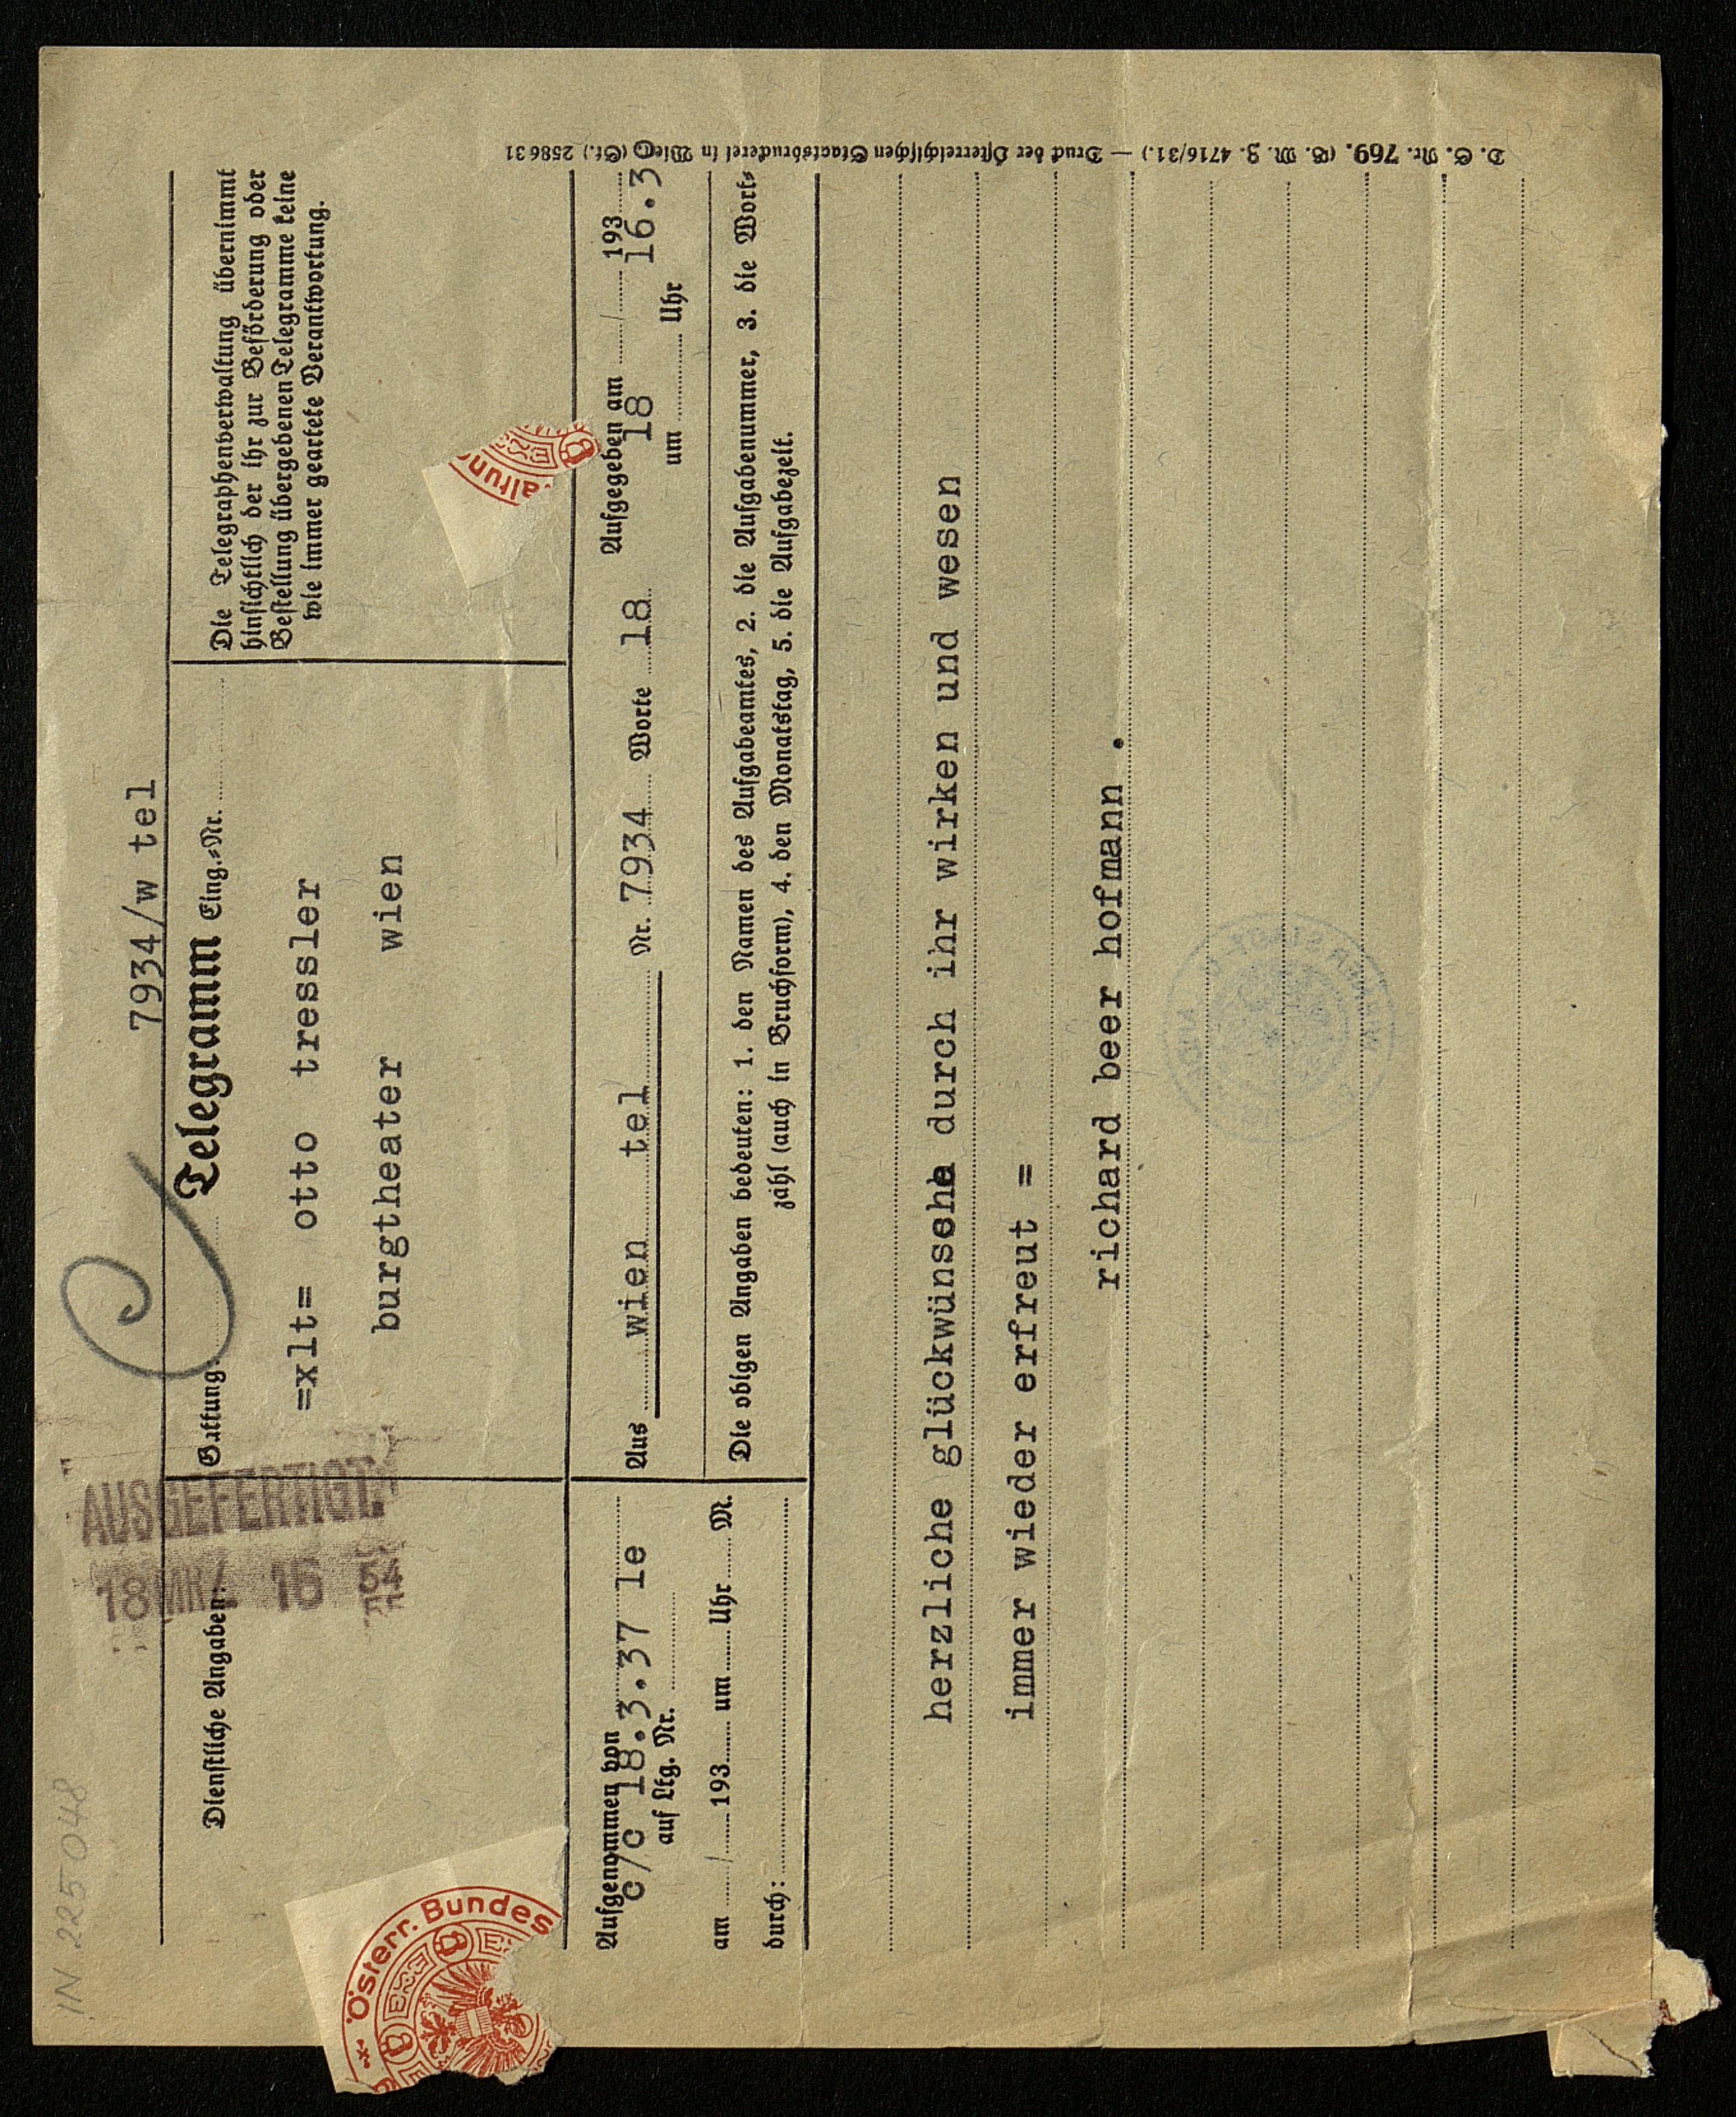 IN 225048
7934/w tel
AUSGEFERTIGT
18 MRZ 16 54
Dienstliche Angaben:
Gattung: Telegramm Eing.-Nr.
=xlt= otto tressler
burgtheater wien
Die Telegraphenverwaltung übernimmt
hinsichtlich der ihr zur Beförderung oder
Bestellung übergebenen Telegramme keine
wie immer geartete Verantwortung.
Österr. Bundes
altung
Aufgenommen von
c/c 18.3.37 le
auf Ltg. Nr.
am / 193 um Uhr M.
durch:
Aus wien tel Nr. 7934 Worte 18 Aufgegeben am / 193
18 16.30
um Uhr
Die obigen Angaben bedeuten: 1. den Namen des Aufgabeamtes, 2. die Aufgabenummer, 3. die Wort-
zahl (auch in Bruchform), 4. den Monatstag, 5. die Aufgabezeit.
herzliche glückwünsche durch ihr wirken und wesen
immer wieder erfreut =
richard beer hofmann .
D. S. Nr. 769. (G. M. Z. 4716/31.) — Druck der Österreichischen Staatsdruckerei in Wien. (St.) 258631